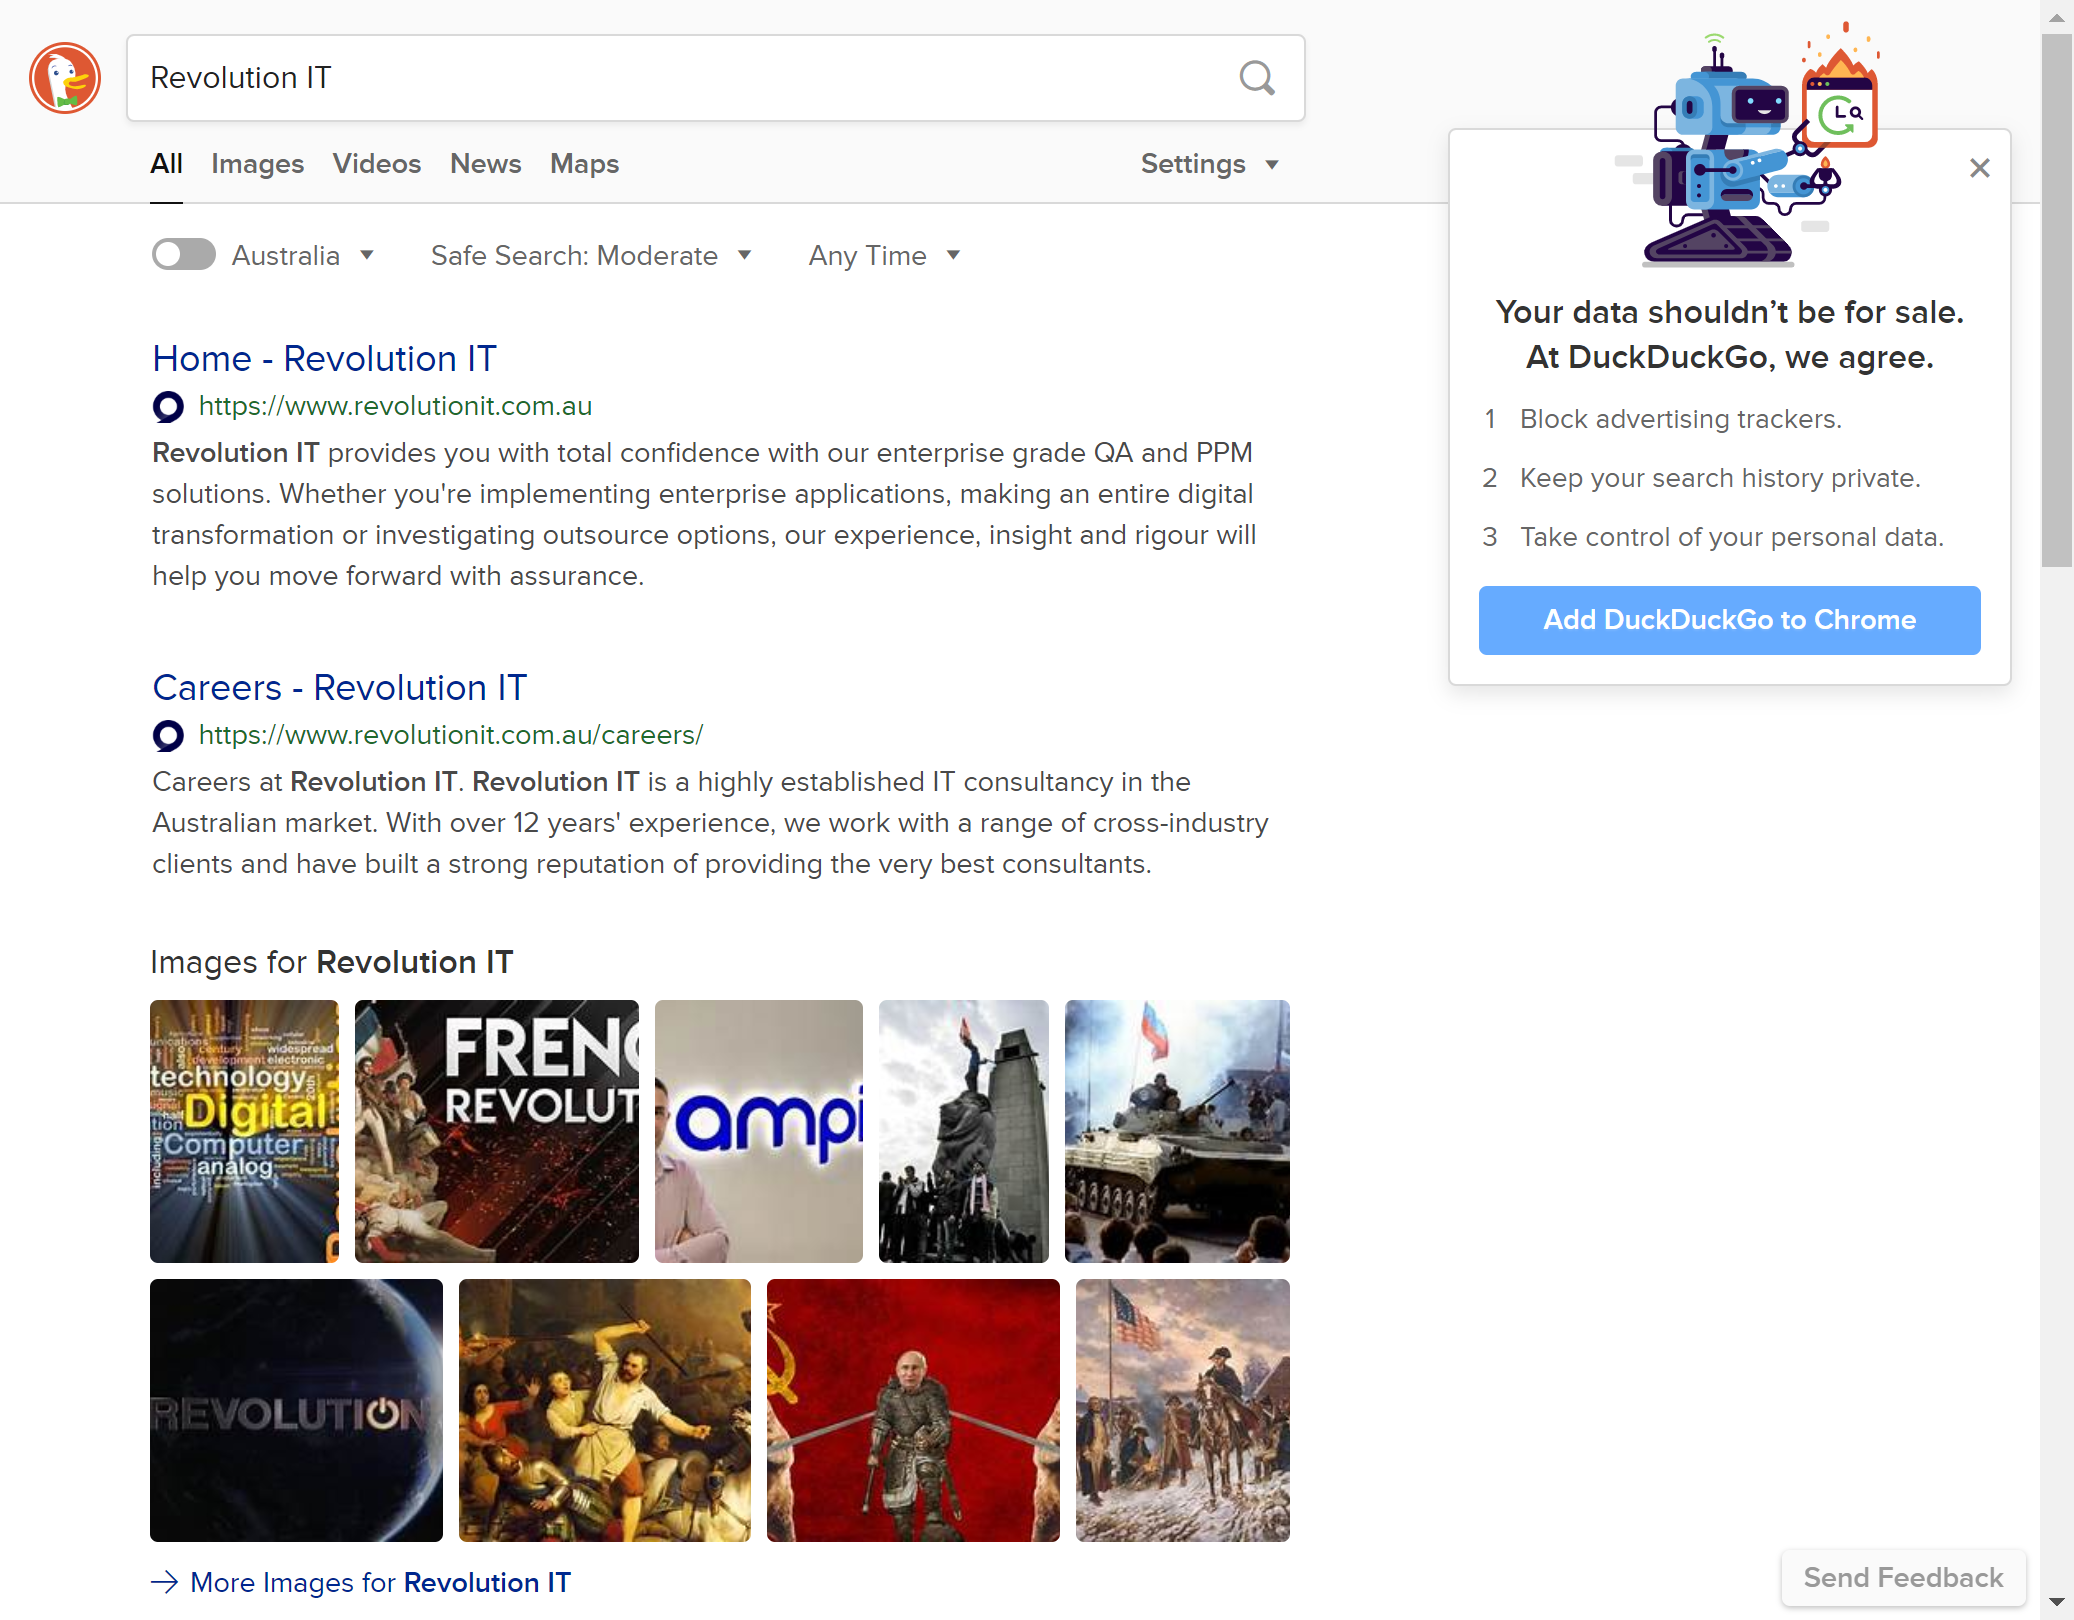 Revolution IT
All Images Videos News Maps Settings
Australia Safe Search: Moderate Any Time
Home - Revolution IT
https://www.revolutionit.com.au
Revolution IT provides you with total confidence with our enterprise grade QA and PPM
solutions. Whether you're implementing enterprise applications, making an entire digital
transformation or investigating outsource options, our experience, insight and rigour will
help you move forward with assurance.
Careers - Revolution IT
https://www.revolutionit.com.au/careers/
Careers at Revolution IT. Revolution IT is a highly established IT consultancy in the
Australian market. With over 12 years' experience, we work with a range of cross-industry
clients and have built a strong reputation of providing the very best consultants.
Images for Revolution IT
century widespread
development electronic
technology
Digital
Computer
analog
including
20th
FRENC
REVOLUT
ampi
REVOLUTION
More Images for Revolution IT
Your data shouldn’t be for sale.
At DuckDuckGo, we agree.
1 Block advertising trackers.
2 Keep your search history private.
3 Take control of your personal data.
Add DuckDuckGo to Chrome
Send Feedback